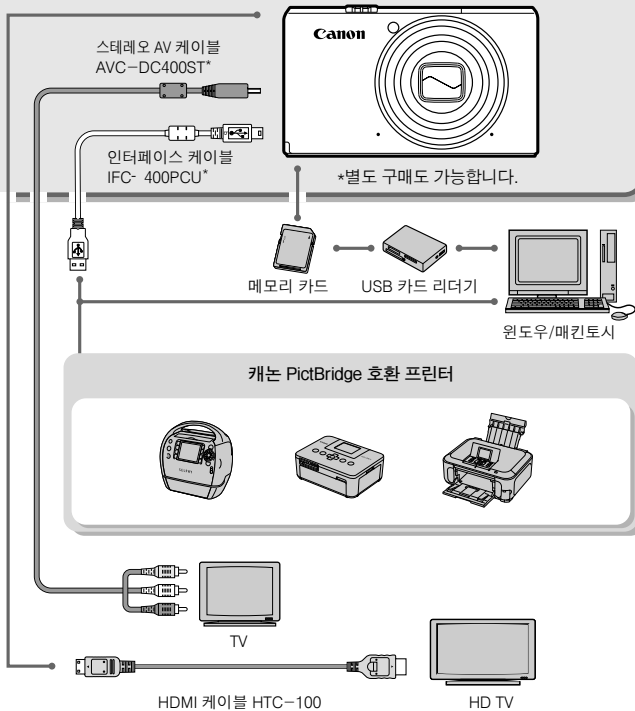 Canon
스테레오 AV 케이블
AVC-DC400ST*
인터페이스 케이블
IFC- 400PCU*
*별도 구매도 가능합니다.
메모리 카드
USB 카드 리더기
윈도우/매킨토시
캐논 PictBridge 호환 프린터
TV
HDMI 케이블 HTC-100
HD TV